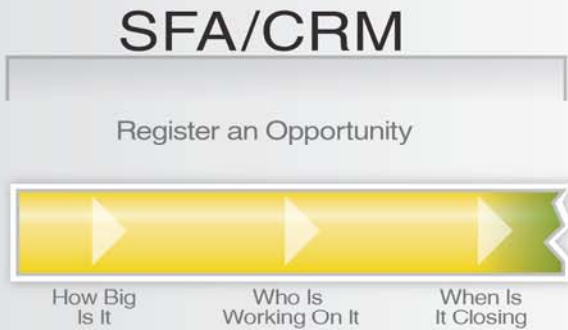 SFA/CRM
Register an Opportunity
How Big
Is It
Who Is
Working On It
When Is
It Closing